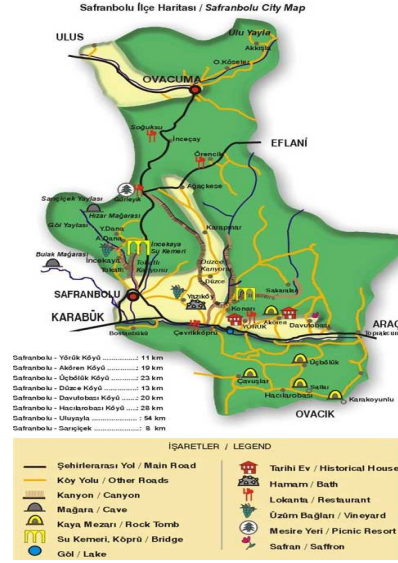 Safranbolu İlçe Haritası / Safranbolu City Map
ULUS
Ulu Yayla
Akkışla
O.Köseler
OVACUMA
Soğuksu
İnceçay
EFLANİ
Örencik
Gürleyik
Ağaçkese
Sarıçiçek Yaylası
Hızar Mağarası
Göl Yaylası
Y.Dana
A.Dana
Karapınar
İncekaya
Su Kemeri
Bulak Mağarası
İncekaya
Tokatlı
Tokatlı
Kanyonu
Düzce
Kanyonu
Düzce
Sakaralan
SAFRANBOLU
Yazıköy
Konarı
KARABÜK
Akören
YÖRÜK
Davutobası
ARAÇ
Bostanbükü
Çevrikköprü
Üçbölük
Çavuşlar
Hacılarobası
Karakoyunlu
OVACIK
Safranbolu - Yörük Köyü ...............: 11 km
Safranbolu - Akören Köyü ..............: 19 km
Safranbolu - Üçbölük Köyü ............: 23 km
Safranbolu - Düzce Köyü ...............: 13 km
Safranbolu - Davutobası Köyü .......: 20 km
Safranbolu - Hacılarobası Köyü .....: 28 km
Safranbolu - Uluyayla ....................: 54 km
Safranbolu - Sarıçiçek ...................: 8 km
İŞARETLER / LEGEND
Şehirlerarası Yol / Main Road
Köy Yolu / Other Roads
Kanyon / Canyon
Mağara / Cave
Kaya Mezarı / Rock Tomb
Su Kemeri, Köprü / Bridge
Göl / Lake
Tarihi Ev / Historical House
Hamam / Bath
Lokanta / Restaurant
Üzüm Bağları / Vineyard
Mesire Yeri / Picnic Resort
Safran / Saffron